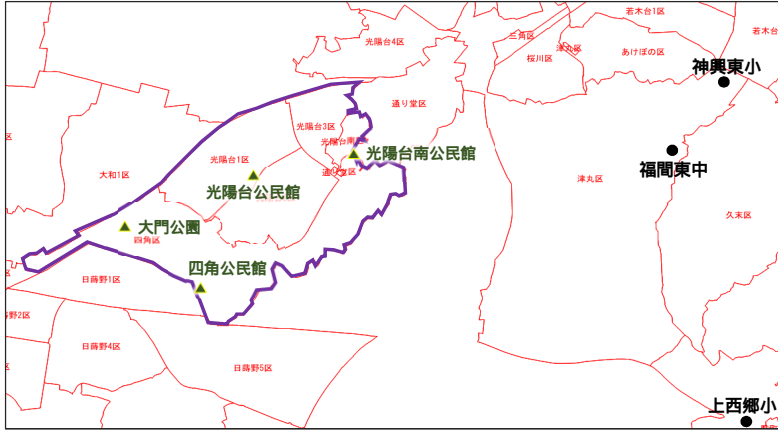 若木台1区
若木台
三角区
光陽台4区
津丸区
あけぼの区
桜川区
神興東小
通り堂区
光陽台3区
光陽台南区
光陽台南公民館
光陽台1区
福間東中
大和1区
通り堂区
津丸区
光陽台公民館
久末区
大門公園
四角区
四角公民館
日蒔野1区
日蒔野4区
日蒔野5区
上西郷小